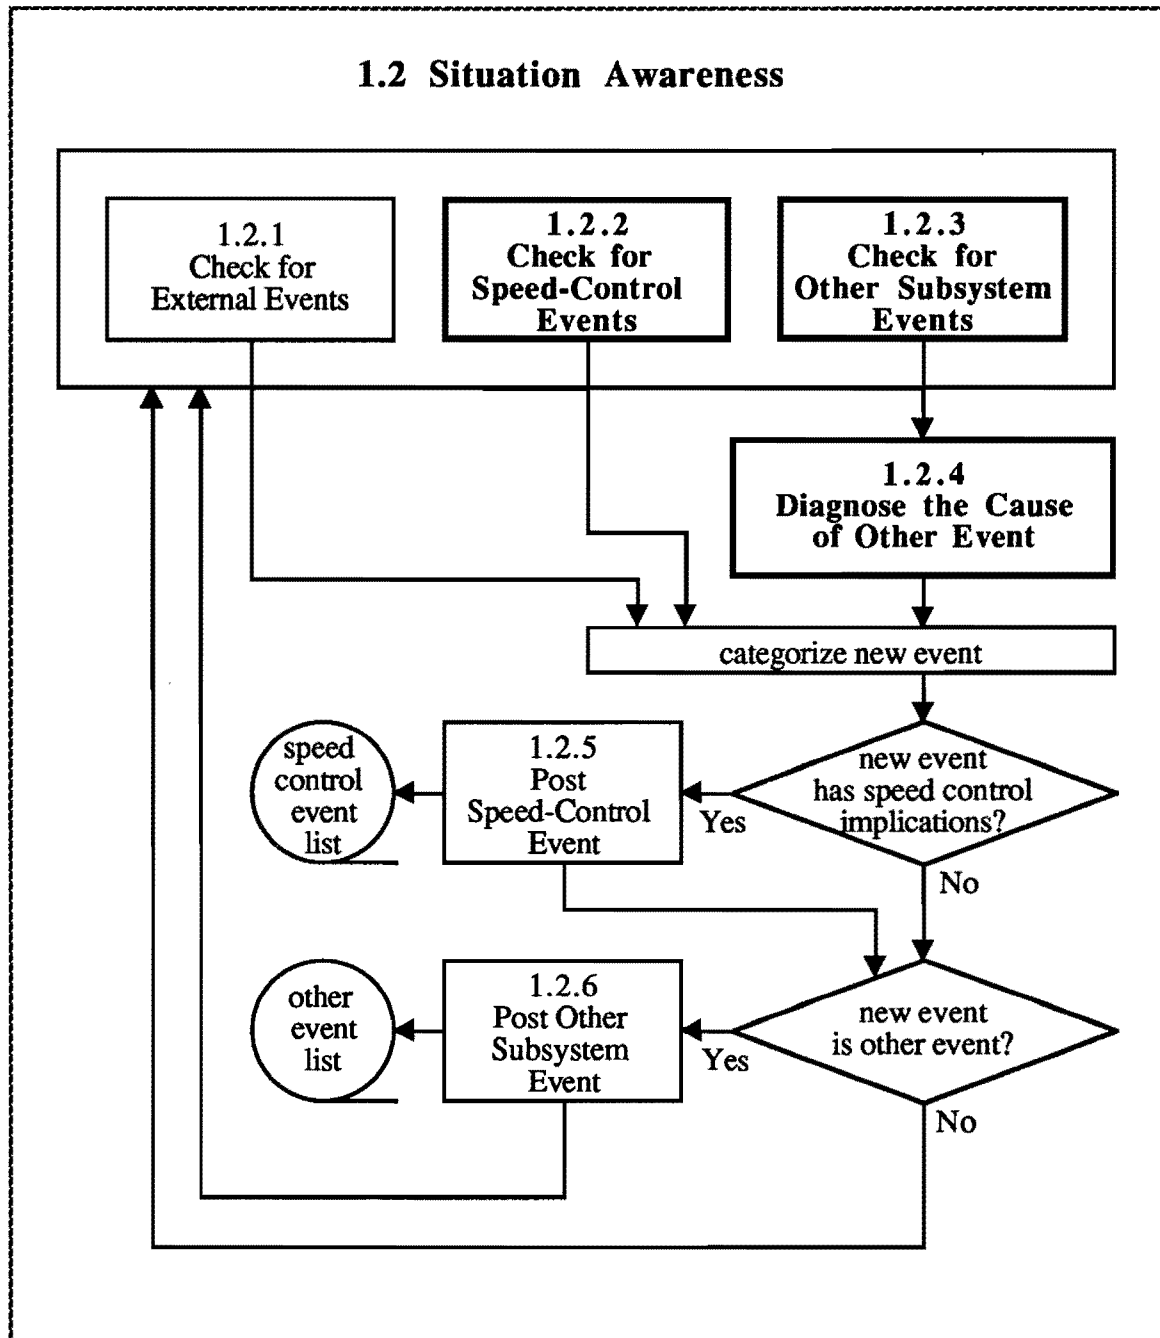 1.2 Situation Awareness
1.2.1
Check for
External Events
1.2.2
Check for
Speed-Control
Events
1.2.3
Check for
Other Subsystem
Events
1.2.4
Diagnose the Cause
of Other Event
categorize new event
speed
control
event
list
1.2.5
Post
Speed-Control
Event
Yes
new event
has speed control
implications?
No
other
event
list
1.2.6
Post Other
Subsystem
Event
Yes
new event
is other event?
No